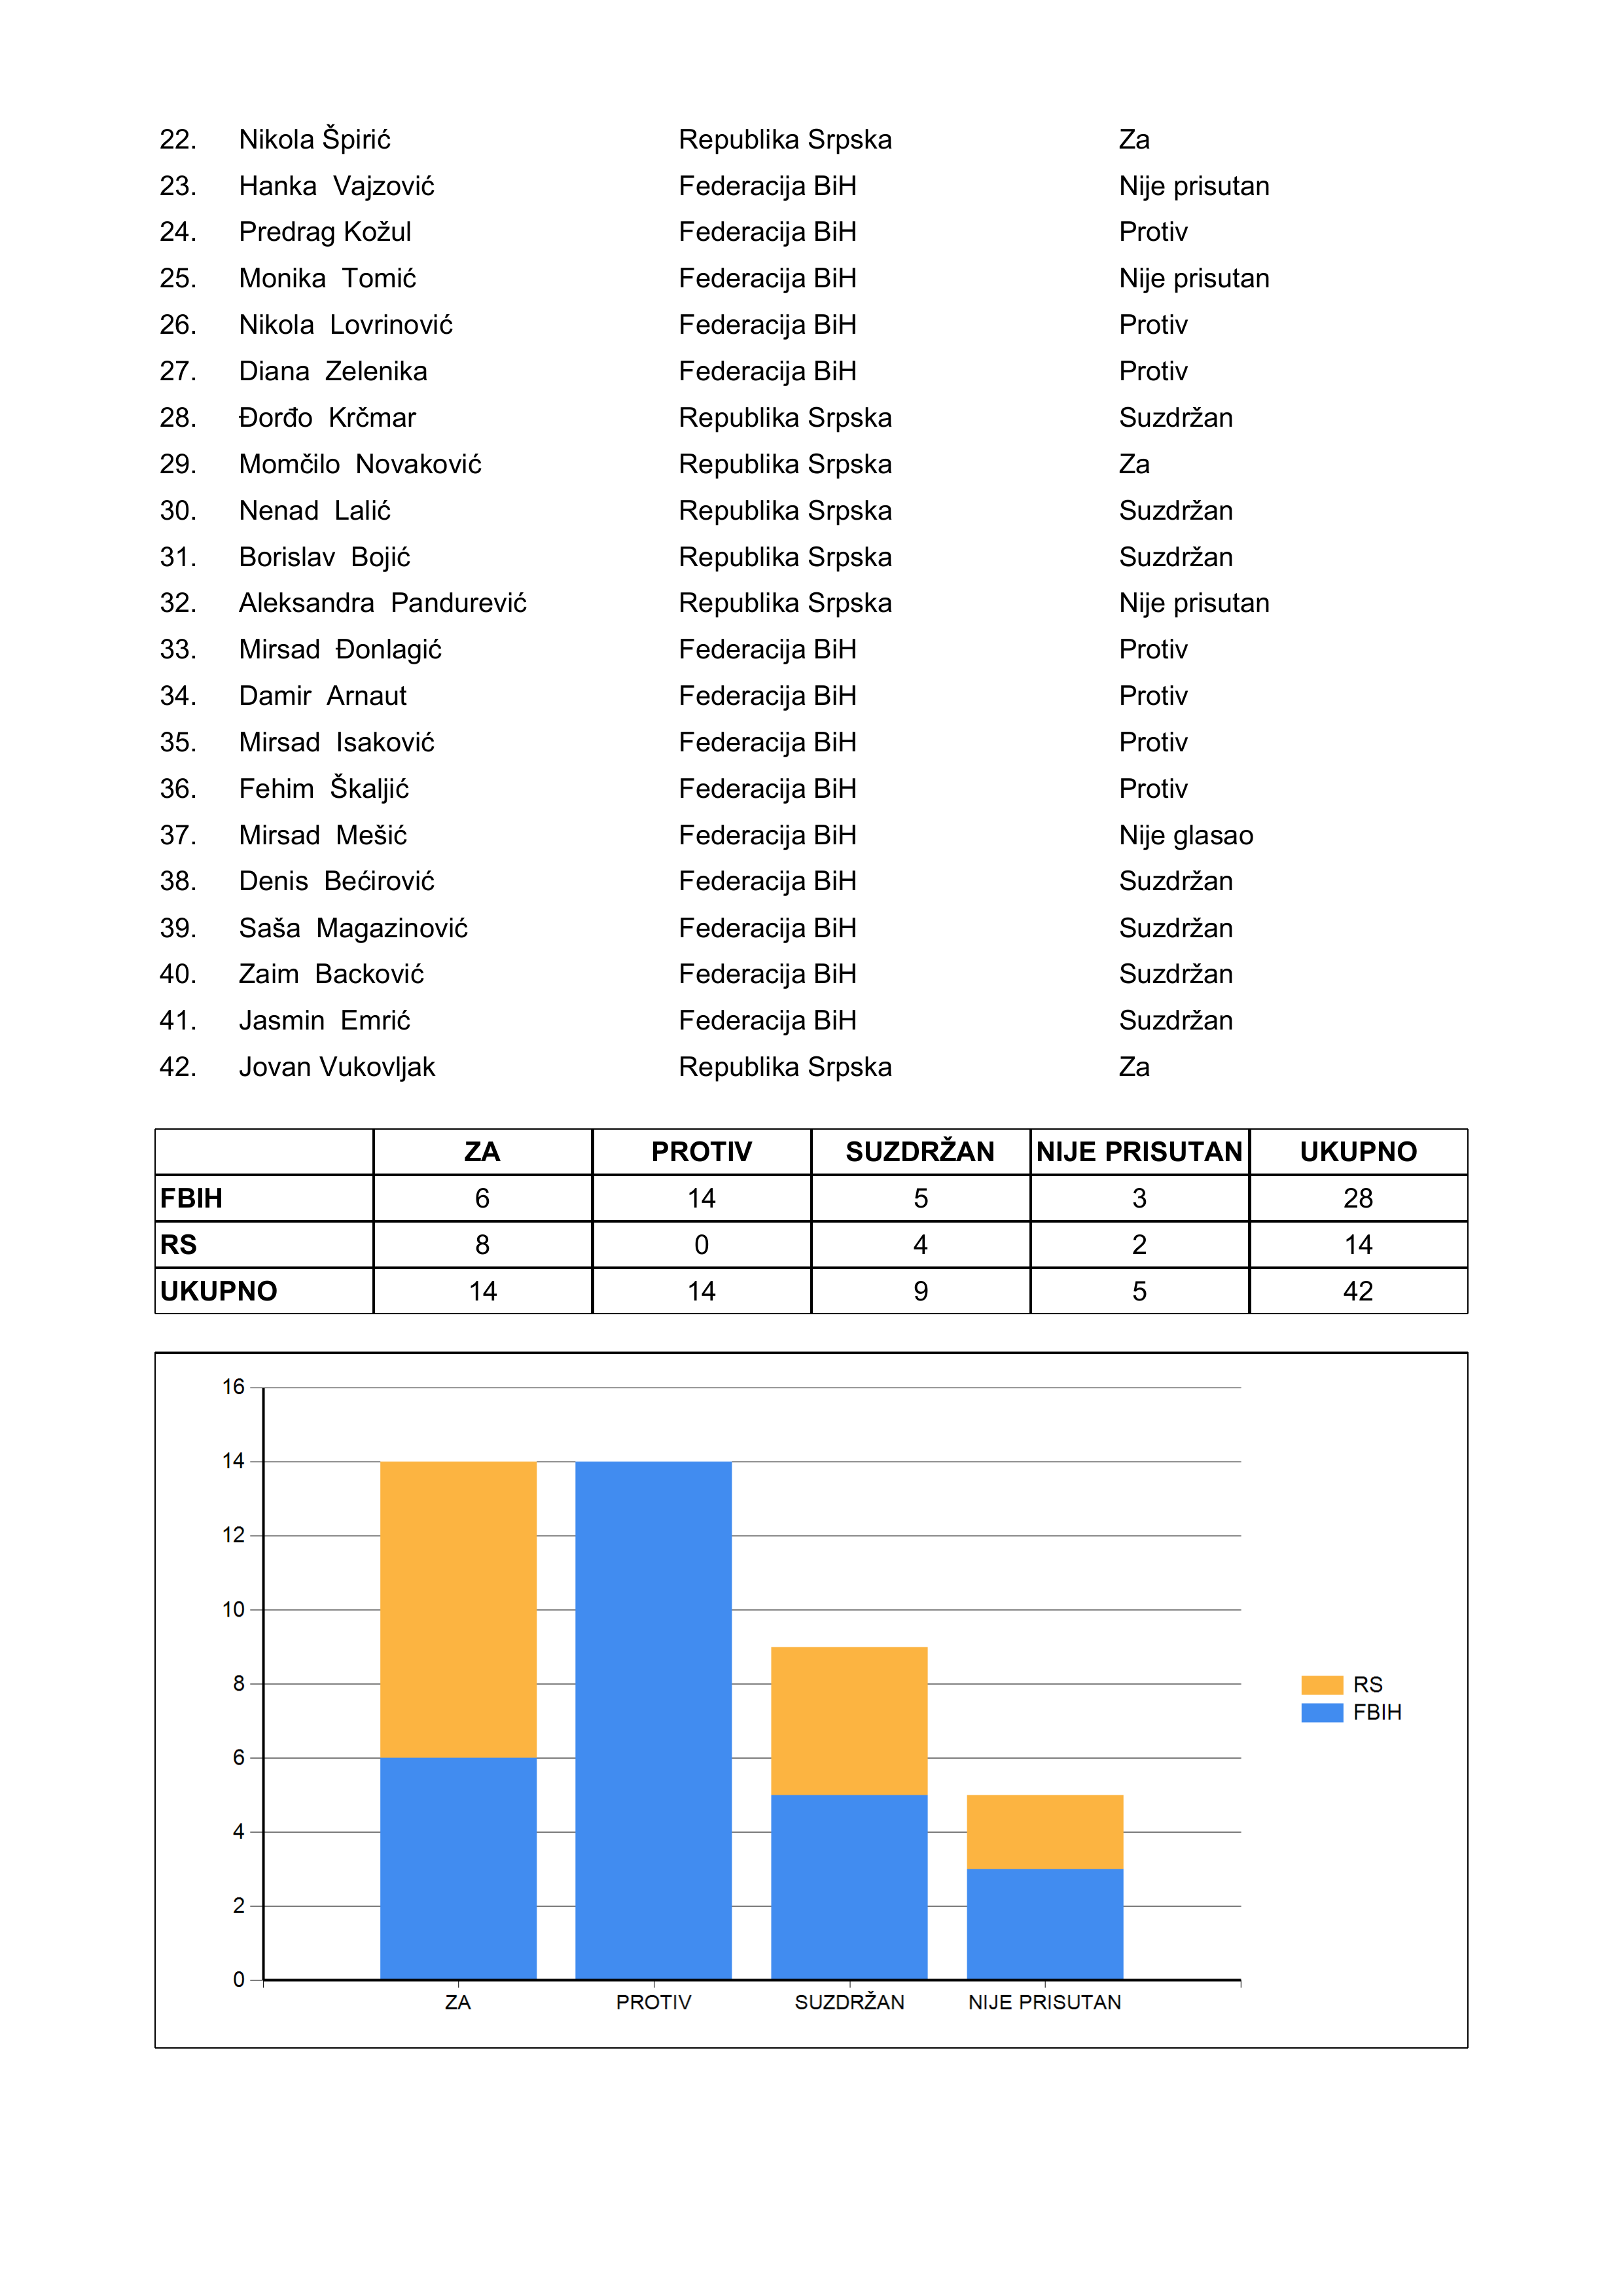 22. Nikola Špirić Republika Srpska Za
23. Hanka Vajzović Federacija BiH Nije prisutan
24. Predrag Kožul Federacija BiH Protiv
25. Monika Tomić Federacija BiH Nije prisutan
26. Nikola Lovrinović Federacija BiH Protiv
27. Diana Zelenika Federacija BiH Protiv
28. Đorđo Krčmar Republika Srpska Suzdržan
29. Momčilo Novaković Republika Srpska Za
30. Nenad Lalić Republika Srpska Suzdržan
31. Borislav Bojić Republika Srpska Suzdržan
32. Aleksandra Pandurević Republika Srpska Nije prisutan
33. Mirsad Đonlagić Federacija BiH Protiv
34. Damir Arnaut Federacija BiH Protiv
35. Mirsad Isaković Federacija BiH Protiv
36. Fehim Škaljić Federacija BiH Protiv
37. Mirsad Mešić Federacija BiH Nije glasao
38. Denis Bećirović Federacija BiH Suzdržan
39. Saša Magazinović Federacija BiH Suzdržan
40. Zaim Backović Federacija BiH Suzdržan
41. Jasmin Emrić Federacija BiH Suzdržan
42. Jovan Vukovljak Republika Srpska Za
ZA PROTIV SUZDRŽAN NIJE PRISUTAN UKUPNO
FBIH 6 14 5 3 28
RS 8 0 4 2 14
UKUPNO 14 14 9 5 42
16
14
12
10
8
6
4
2
0
ZA PROTIV SUZDRŽAN NIJE PRISUTAN
RS
FBIH